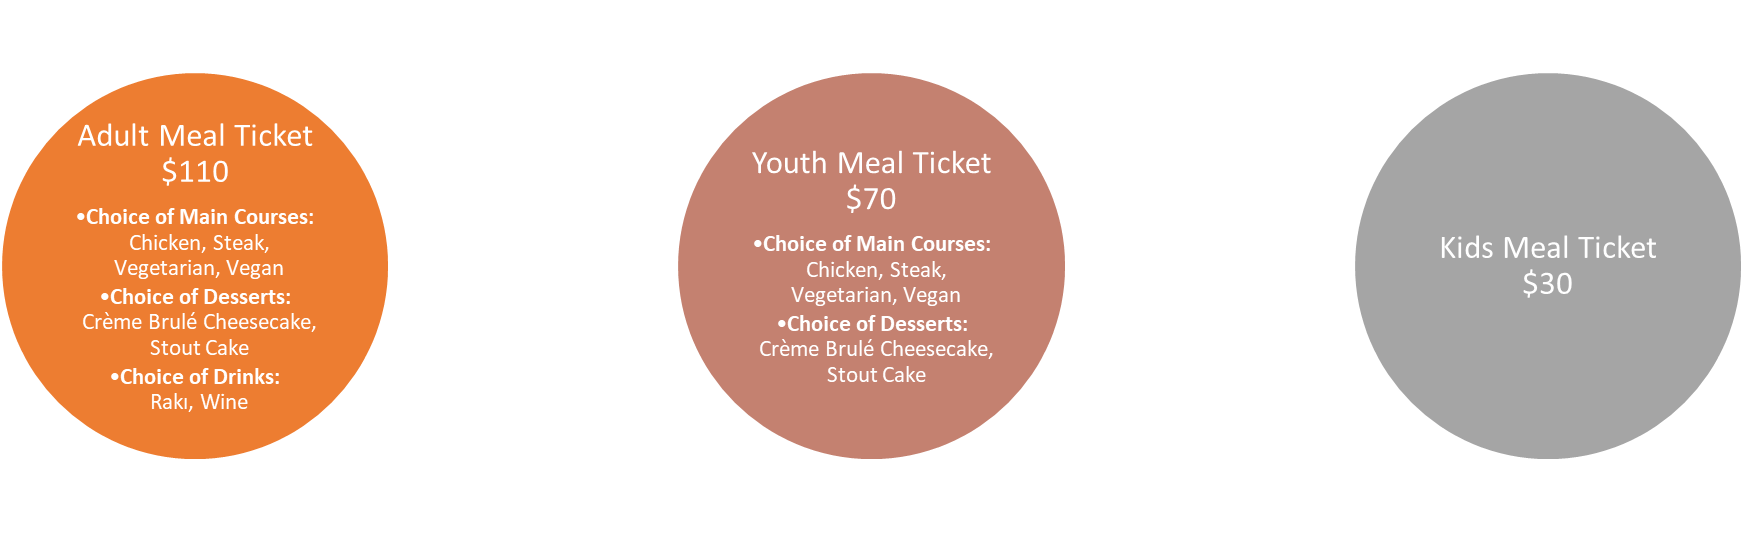 Adult Meal Ticket
$110
•Choice of Main Courses:
Chicken, Steak,
Vegetarian, Vegan
•Choice of Desserts:
Crème Brulé Cheesecake,
Stout Cake
•Choice of Drinks:
Rakı, Wine
Youth Meal Ticket
$70
•Choice of Main Courses:
Chicken, Steak,
Vegetarian, Vegan
•Choice of Desserts:
Crème Brulé Cheesecake,
Stout Cake
Kids Meal Ticket
$30